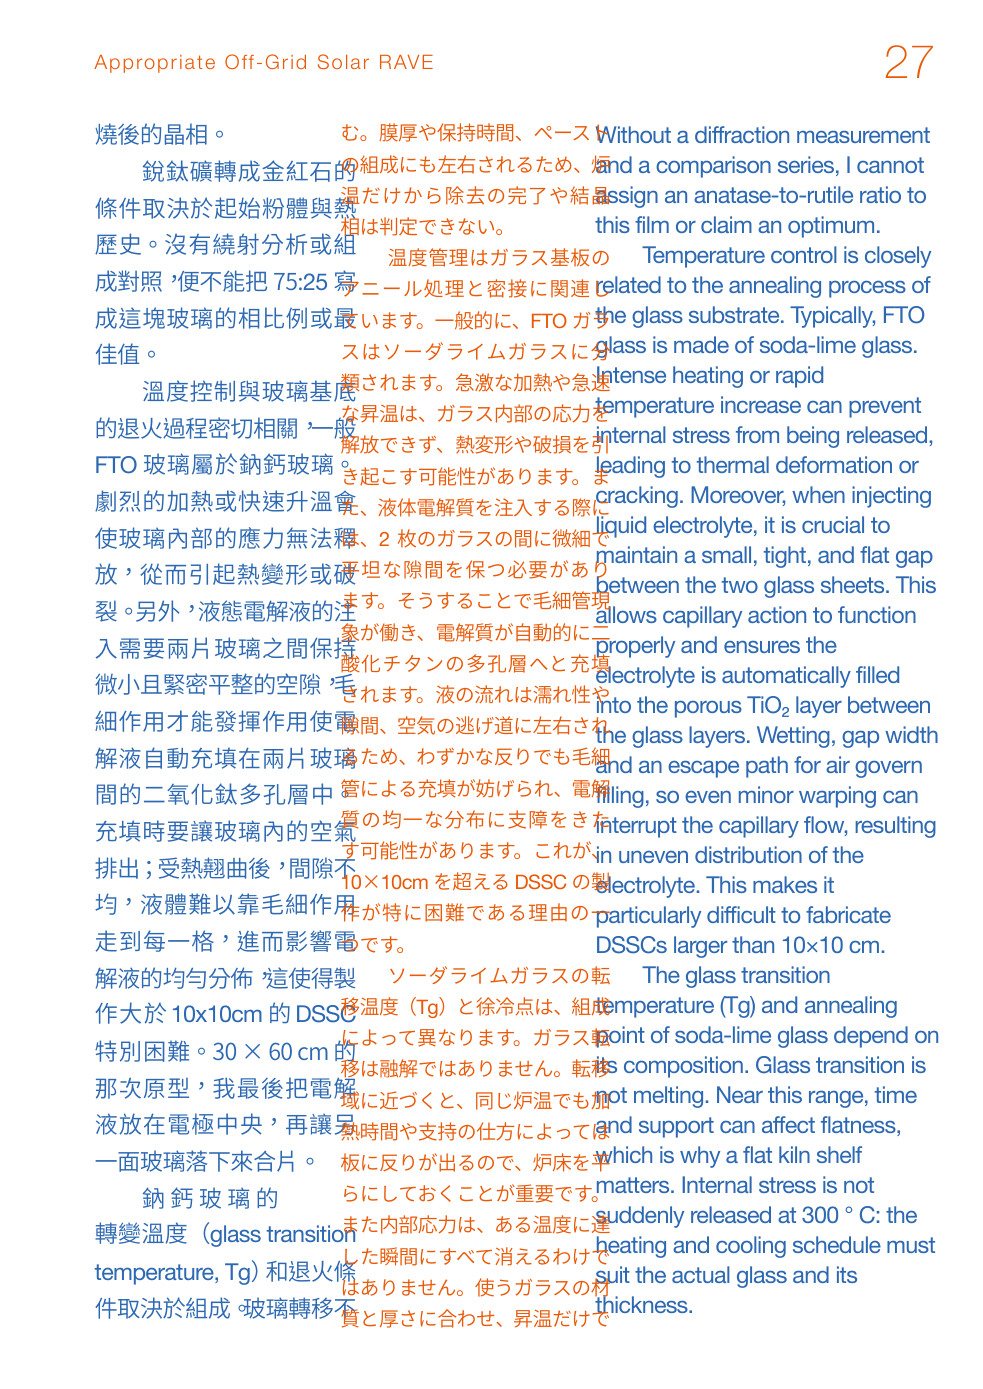 Appropriate Off-Grid Solar RAVE
27
燒後的晶相。
銳鈦礦轉成金紅石的
條件取決於起始粉體與熱
歷史。沒有繞射分析或組
成對照，便不能把 75:25 寫
成這塊玻璃的相比例或最
佳值。
溫度控制與玻璃基底
的退火過程密切相關，一般
FTO 玻璃屬於鈉鈣玻璃。
劇烈的加熱或快速升溫會
使玻璃內部的應力無法釋
放，從而引起熱變形或破
裂。另外，液態電解液的注
入需要兩片玻璃之間保持
微小且緊密平整的空隙，毛
細作用才能發揮作用使電
解液自動充填在兩片玻璃
間的二氧化鈦多孔層中。
充填時要讓玻璃內的空氣
排出；受熱翹曲後，間隙不
均，液體難以靠毛細作用
走到每一格，進而影響電
解液的均勻分佈，這使得製
作大於 10x10cm 的 DSSC
特別困難。30 × 60 cm 的
那次原型，我最後把電解
液放在電極中央，再讓另
一面玻璃落下來合片。
鈉鈣玻璃的
轉變溫度（glass transition
temperature, Tg）和退火條
件取決於組成。玻璃轉移不
む。膜厚や保持時間、ペースト
の組成にも左右されるため、炉
温だけから除去の完了や結晶
相は判定できない。
温度管理はガラス基板の
アニール処理と密接に関連し
ています。一般的に、FTO ガラ
スはソーダライムガラスに分
類されます。急激な加熱や急速
な昇温は、ガラス内部の応力を
解放できず、熱変形や破損を引
き起こす可能性があります。ま
た、液体電解質を注入する際に
は、2 枚のガラスの間に微細で
平坦な隙間を保つ必要があり
ます。そうすることで毛細管現
象が働き、電解質が自動的に二
酸化チタンの多孔層へと充填
されます。液の流れは濡れ性や
隙間、空気の逃げ道に左右され
るため、わずかな反りでも毛細
管による充填が妨げられ、電解
質の均一な分布に支障をきた
す可能性があります。これが、
10×10cm を超える DSSC の製
作が特に困難である理由の一
つです。
ソーダライムガラスの転
移温度（Tg）と徐冷点は、組成
によって異なります。ガラス転
移は融解ではありません。転移
域に近づくと、同じ炉温でも加
熱時間や支持の仕方によっては
板に反りが出るので、炉床を平
らにしておくことが重要です。
また内部応力は、ある温度に達
した瞬間にすべて消えるわけで
はありません。使うガラスの材
質と厚さに合わせ、昇温だけで
Without a diffraction measurement
and a comparison series, I cannot
assign an anatase-to-rutile ratio to
this film or claim an optimum.
Temperature control is closely
related to the annealing process of
the glass substrate. Typically, FTO
glass is made of soda-lime glass.
Intense heating or rapid
temperature increase can prevent
internal stress from being released,
leading to thermal deformation or
cracking. Moreover, when injecting
liquid electrolyte, it is crucial to
maintain a small, tight, and flat gap
between the two glass sheets. This
allows capillary action to function
properly and ensures the
electrolyte is automatically filled
into the porous TiO₂ layer between
the glass layers. Wetting, gap width
and an escape path for air govern
filling, so even minor warping can
interrupt the capillary flow, resulting
in uneven distribution of the
electrolyte. This makes it
particularly difficult to fabricate
DSSCs larger than 10×10 cm.
The glass transition
temperature (Tg) and annealing
point of soda-lime glass depend on
its composition. Glass transition is
not melting. Near this range, time
and support can affect flatness,
which is why a flat kiln shelf
matters. Internal stress is not
suddenly released at 300 ° C: the
heating and cooling schedule must
suit the actual glass and its
thickness.